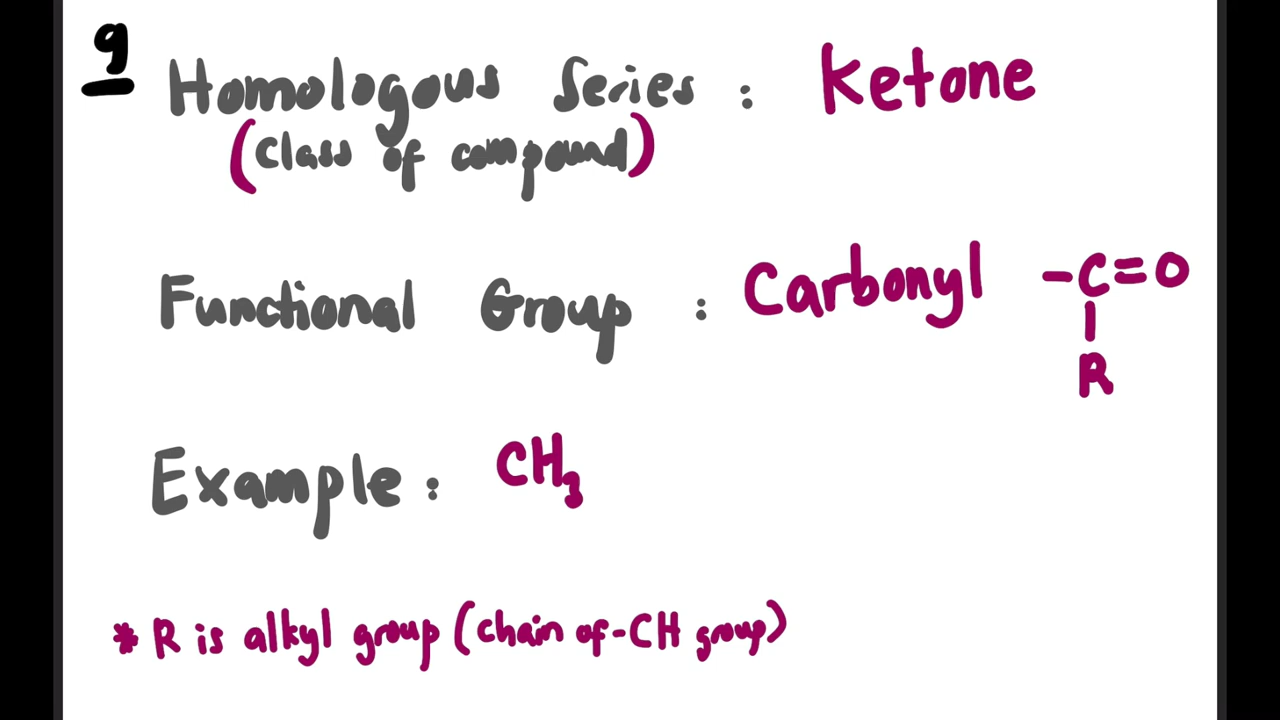 9
Homologous Series : Ketone
(Class of compound)
Functional Group : Carbonyl -C=O
R
Example : CH₃
* R is alkyl group (chain of -CH group)